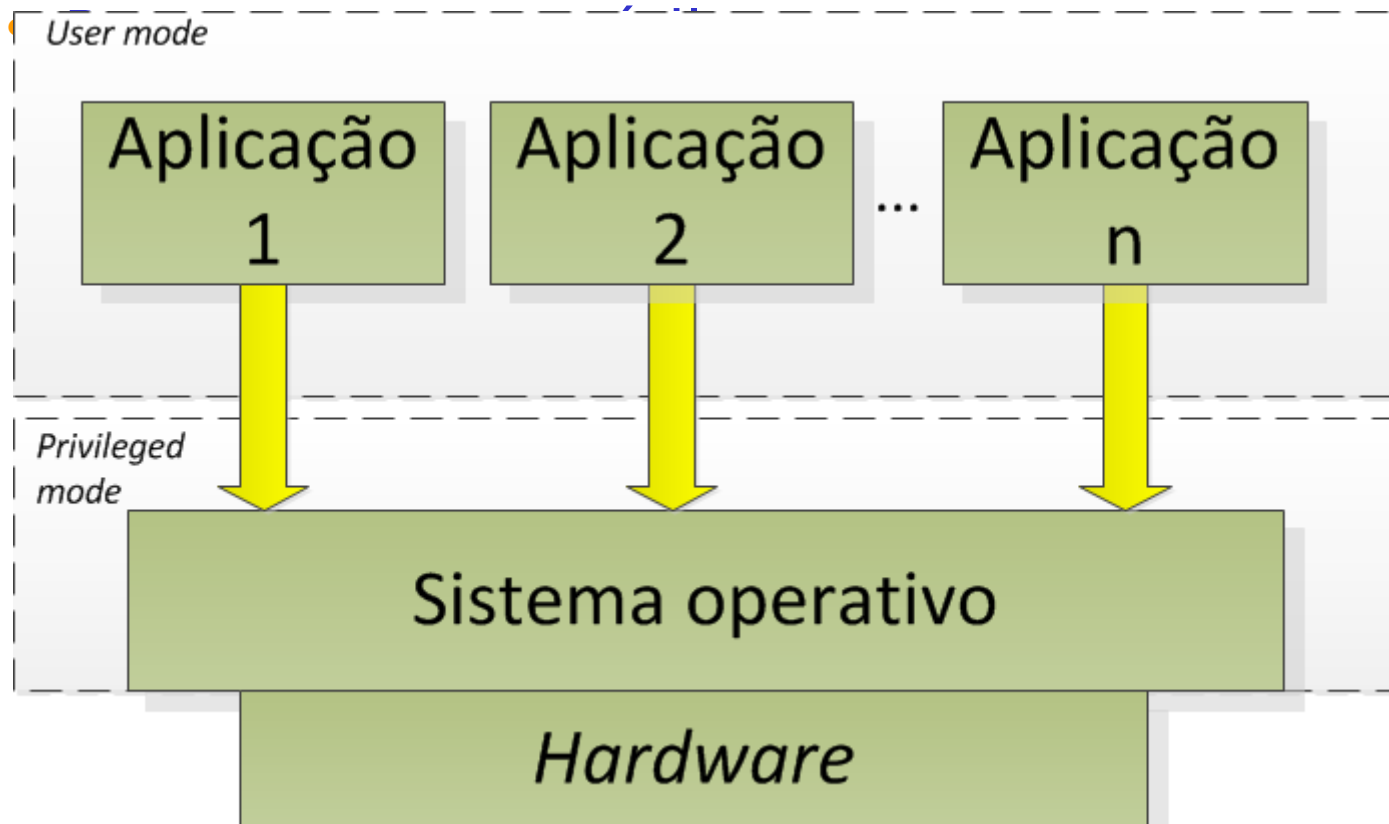 User mode
Aplicação
1
Aplicação
2
...
Aplicação
n
Privileged
mode
Sistema operativo
Hardware